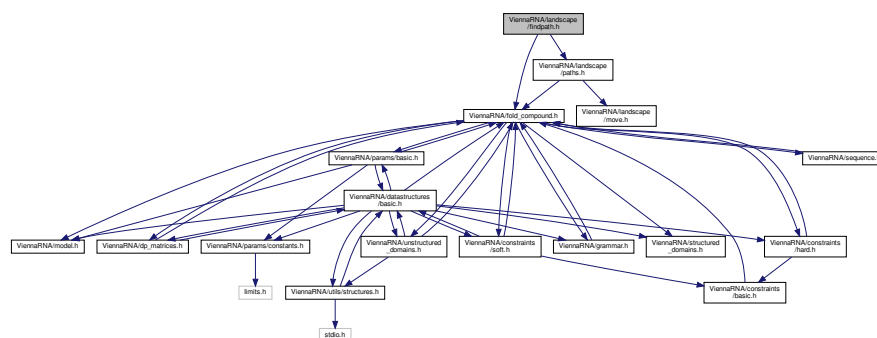 ViennaRNA/landscape
/findpath.h
ViennaRNA/landscape
/paths.h
ViennaRNA/landscape
/move.h
ViennaRNA/fold_compound.h
ViennaRNA/params/basic.h
ViennaRNA/sequence.h
ViennaRNA/datastructures
/basic.h
ViennaRNA/model.h
ViennaRNA/dp_matrices.h
ViennaRNA/params/constants.h
ViennaRNA/unstructured
_domains.h
ViennaRNA/constraints
/soft.h
ViennaRNA/grammar.h
ViennaRNA/structured
_domains.h
ViennaRNA/constraints
/hard.h
limits.h
ViennaRNA/utils/structures.h
ViennaRNA/constraints
/basic.h
stdio.h